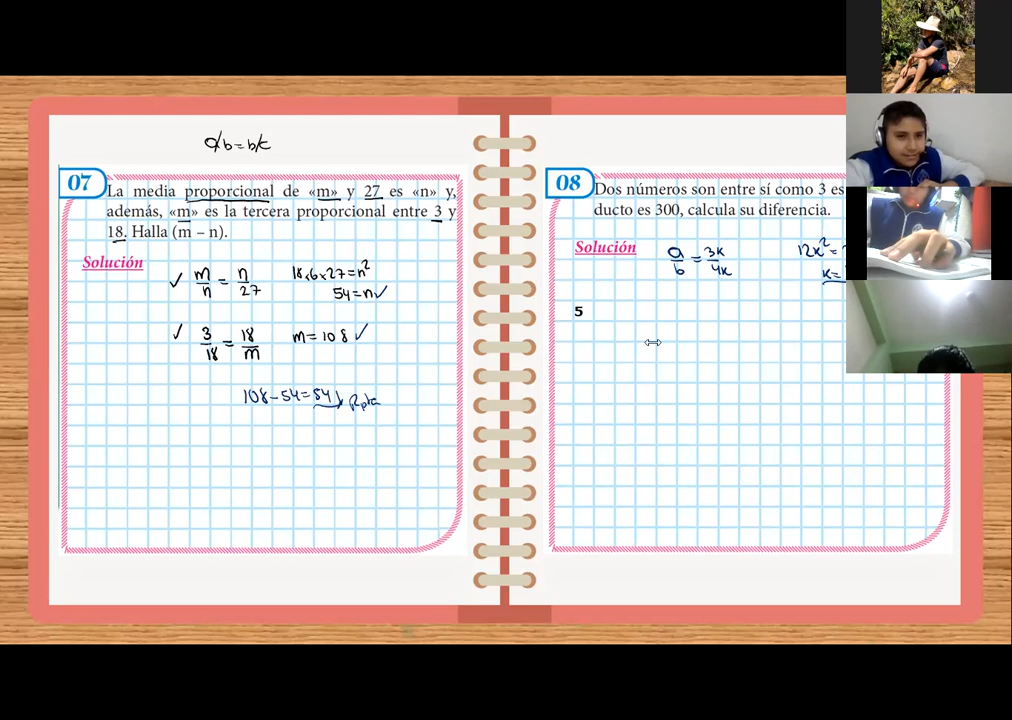 a/b = b/c
07
La media proporcional de «m» y 27 es «n» y,
además, «m» es la tercera proporcional entre 3 y
18. Halla (m – n).
Solución
✓ m/n = n/27
18×6×27 = n²
54 = n ✓
✓ 3/18 = 18/m
m = 108 ✓
108 - 54 = 54 Rpta
08
Dos números son entre sí como 3 es
ducto es 300, calcula su diferencia.
Solución
a/b = 3k/4k
12k² =
k =
5